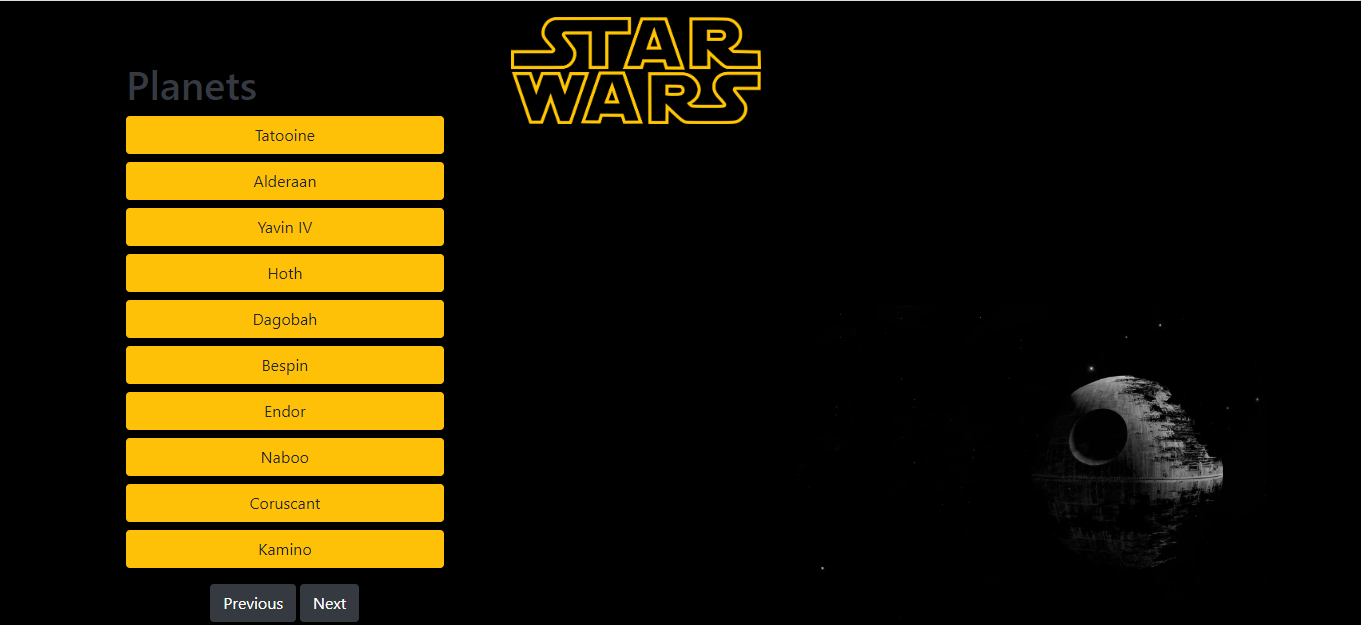 STAR
WARS
Planets
Tatooine
Alderaan
Yavin IV
Hoth
Dagobah
Bespin
Endor
Naboo
Coruscant
Kamino
Previous Next